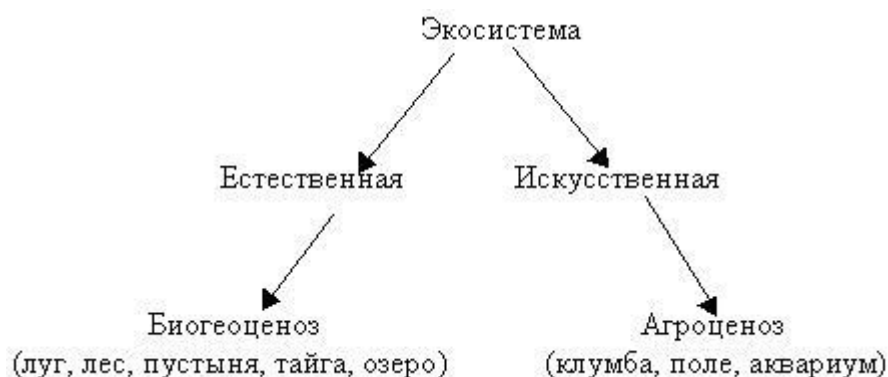 Экосистема
Естественная
Искусственная
Биогеоценоз
(луг, лес, пустыня, тайга, озеро)
Агроценоз
(клумба, поле, аквариум)